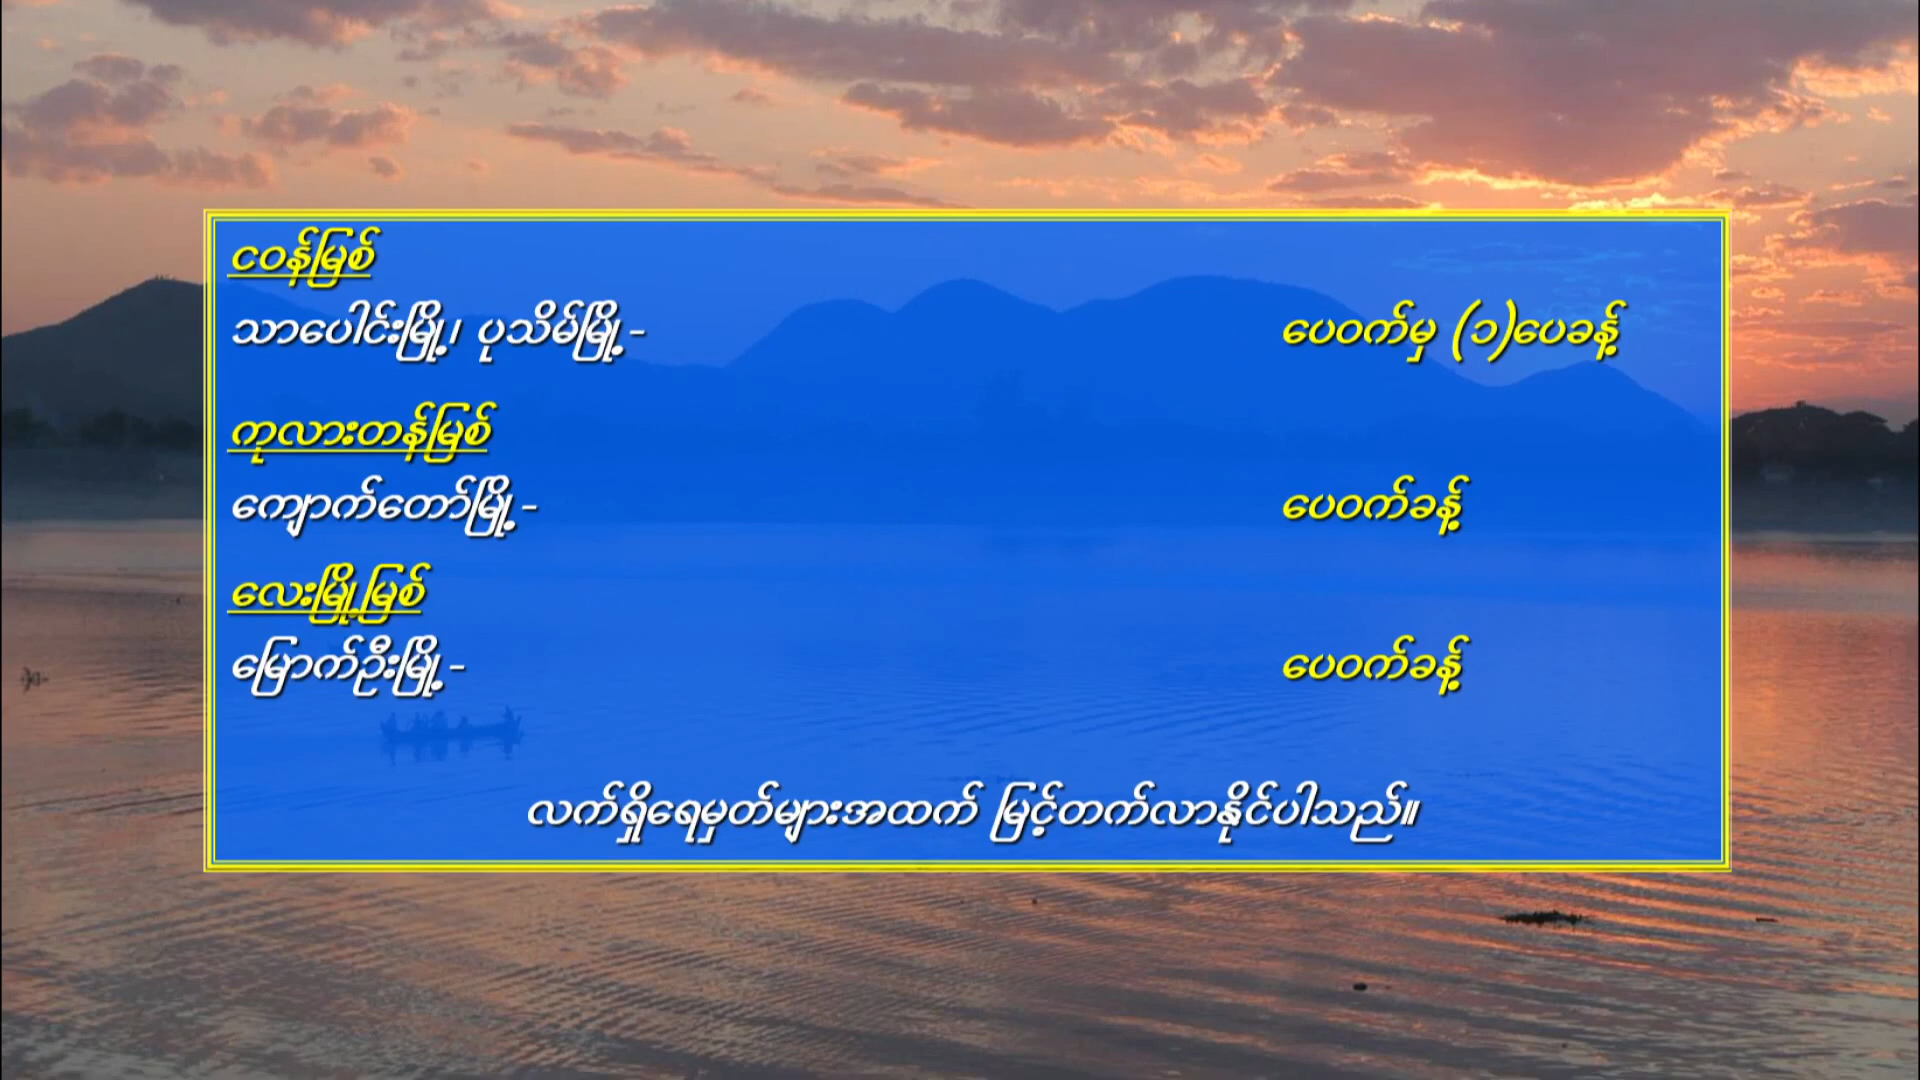 ငဝန်မြစ်
သာပေါင်းမြို့၊ ပုသိမ်မြို့- ပေဝက်မှ (၁)ပေခန့်
ကုလားတန်မြစ်
ကျောက်တော်မြို့- ပေဝက်ခန့်
လေးမြို့မြစ်
မြောက်ဦးမြို့- ပေဝက်ခန့်
လက်ရှိရေမှတ်များအထက် မြင့်တက်လာနိုင်ပါသည်။